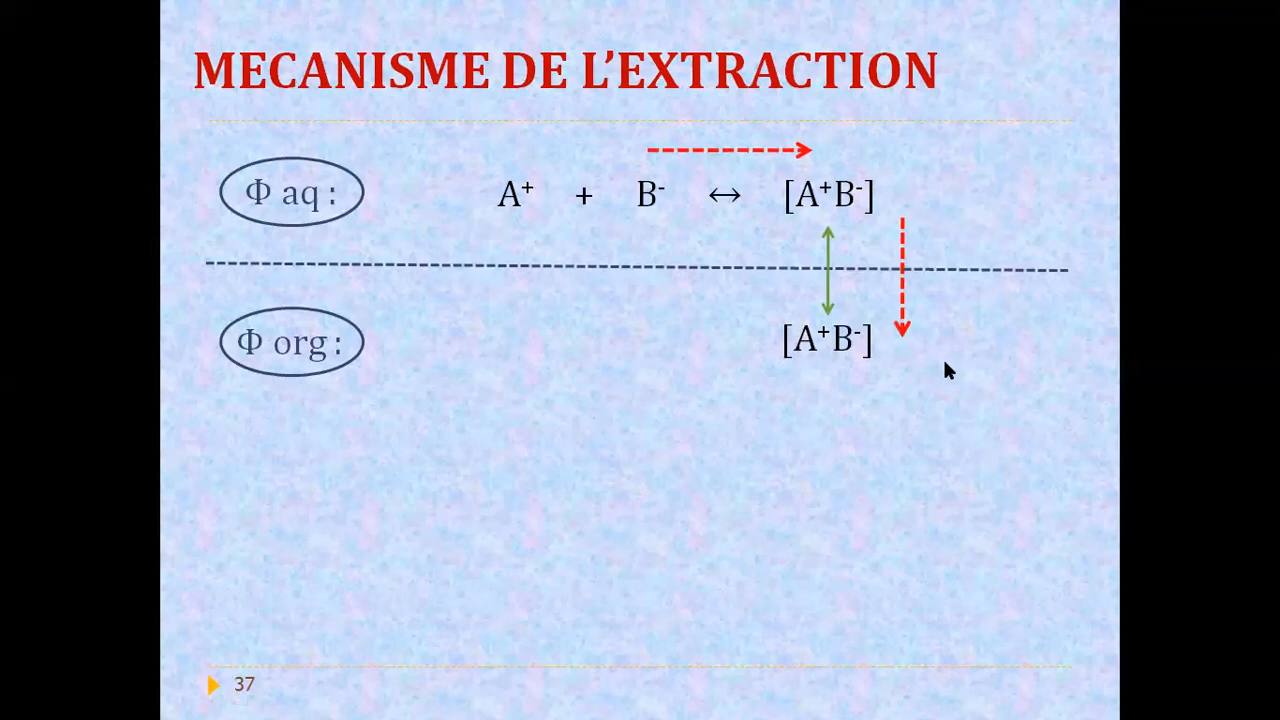 MECANISME DE L’EXTRACTION
Φ aq : A⁺ + B⁻ ↔ [A⁺B⁻]
Φ org : [A⁺B⁻]
37